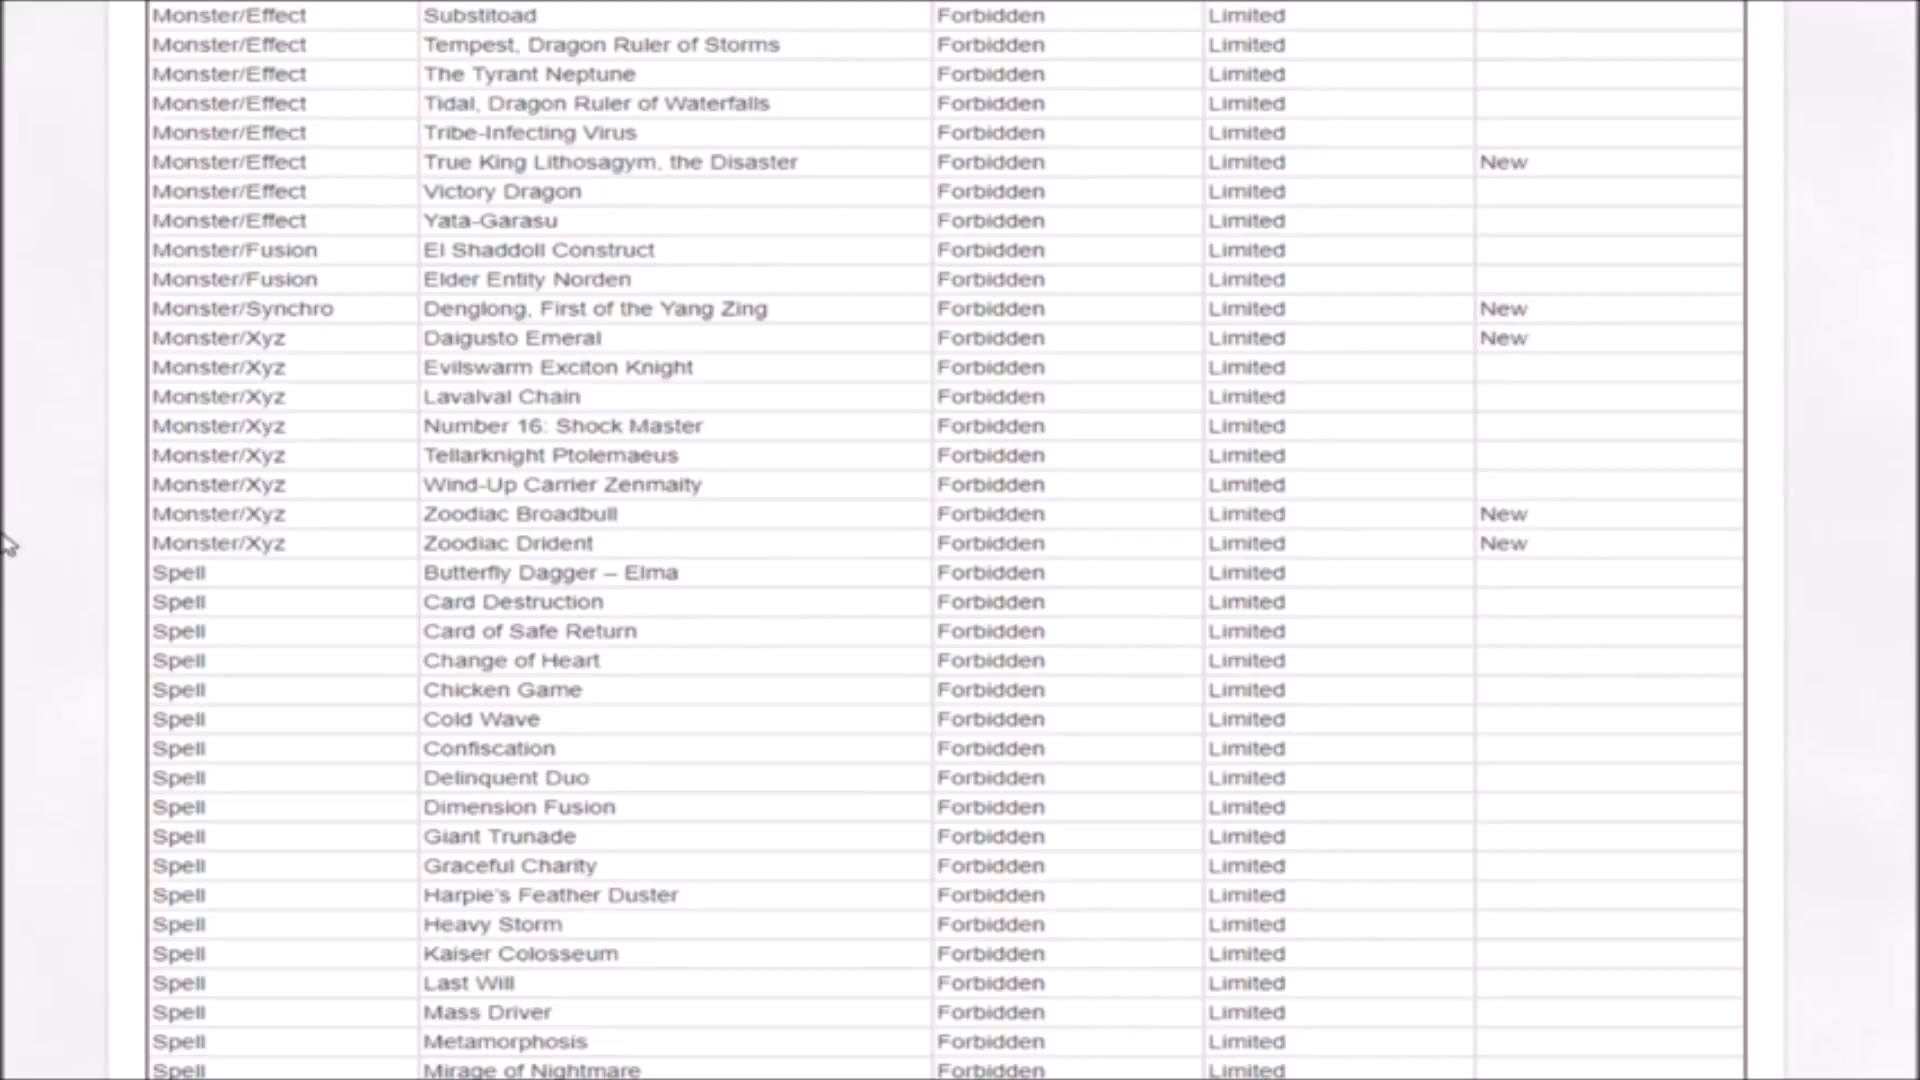 Monster/Effect Substitoad Forbidden Limited
Monster/Effect Tempest, Dragon Ruler of Storms Forbidden Limited
Monster/Effect The Tyrant Neptune Forbidden Limited
Monster/Effect Tidal, Dragon Ruler of Waterfalls Forbidden Limited
Monster/Effect Tribe-Infecting Virus Forbidden Limited
Monster/Effect True King Lithosagym, the Disaster Forbidden Limited New
Monster/Effect Victory Dragon Forbidden Limited
Monster/Effect Yata-Garasu Forbidden Limited
Monster/Fusion El Shaddoll Construct Forbidden Limited
Monster/Fusion Elder Entity Norden Forbidden Limited
Monster/Synchro Denglong, First of the Yang Zing Forbidden Limited New
Monster/Xyz Daigusto Emeral Forbidden Limited New
Monster/Xyz Evilswarm Exciton Knight Forbidden Limited
Monster/Xyz Lavalval Chain Forbidden Limited
Monster/Xyz Number 16: Shock Master Forbidden Limited
Monster/Xyz Tellarknight Ptolemaeus Forbidden Limited
Monster/Xyz Wind-Up Carrier Zenmaity Forbidden Limited
Monster/Xyz Zoodiac Broadbull Forbidden Limited New
Monster/Xyz Zoodiac Drident Forbidden Limited New
Spell Butterfly Dagger – Elma Forbidden Limited
Spell Card Destruction Forbidden Limited
Spell Card of Safe Return Forbidden Limited
Spell Change of Heart Forbidden Limited
Spell Chicken Game Forbidden Limited
Spell Cold Wave Forbidden Limited
Spell Confiscation Forbidden Limited
Spell Delinquent Duo Forbidden Limited
Spell Dimension Fusion Forbidden Limited
Spell Giant Trunade Forbidden Limited
Spell Graceful Charity Forbidden Limited
Spell Harpie's Feather Duster Forbidden Limited
Spell Heavy Storm Forbidden Limited
Spell Kaiser Colosseum Forbidden Limited
Spell Last Will Forbidden Limited
Spell Mass Driver Forbidden Limited
Spell Metamorphosis Forbidden Limited
Spell Mirage of Nightmare Forbidden Limited